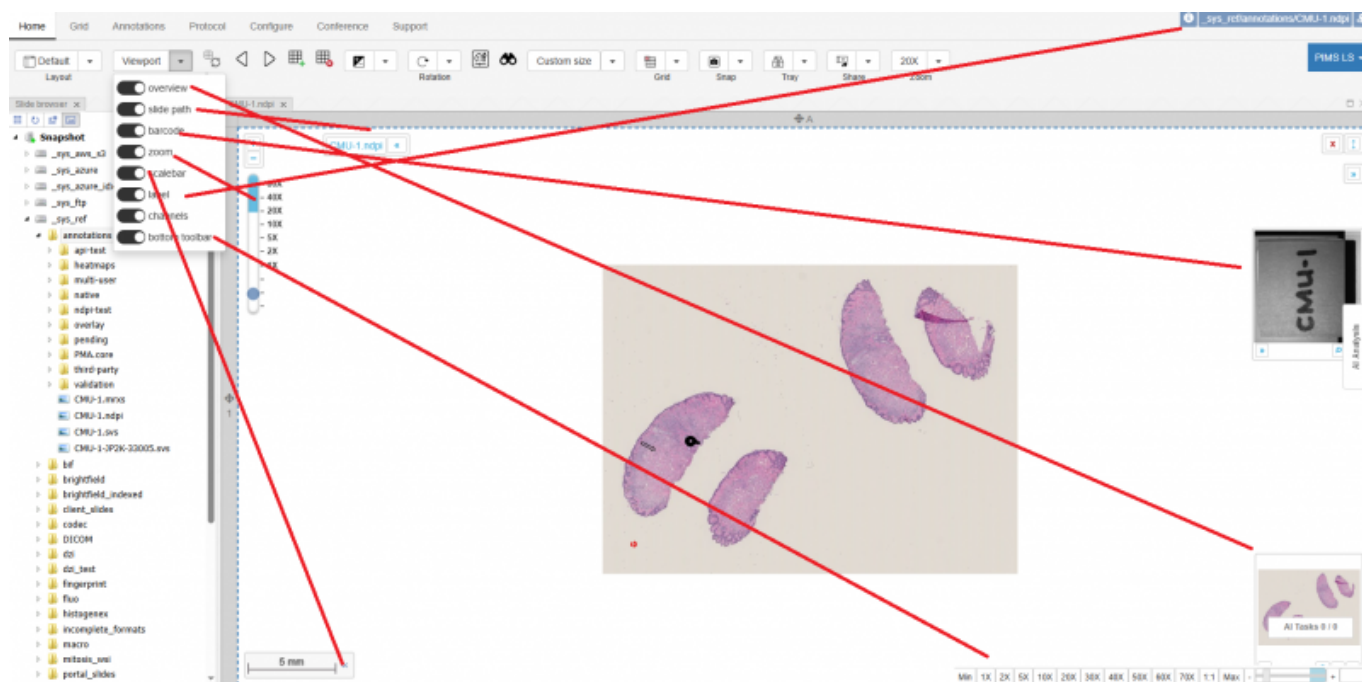 Home Grid Annotations Protocol Configure Conference Support
_sys_ref/annotations/CMU-1.ndpi
Default Viewport Custom size 20X PIMS LS
Layout Rotation Grid Snap Tray Share Zoom
overview
slide path
barcode
zoom
scalebar
label
channels
bottom toolbar
Slide browser x
CMU-1.ndpi x
A
Snapshot
_sys_aws_s3
_sys_azure
_sys_ftp
_sys_ref
annotations
api-test
heatmaps
multi-user
native
ndpi-test
overlay
pending
PMA.core
third-party
validation
CMU-1.mrxs
CMU-1.ndpi
CMU-1.svs
CMU-1-JP2K-33005.svs
bif
brightfield
brightfield_indexed
client_slides
codec
DICOM
dzi
dzi_test
fingerprint
fluo
histogenex
incomplete_formats
macro
mitosis_wsi
portal_slides
1
CMU-1.ndpi
40X
20X
10X
5X
2X
1X
CMU-1
AI Analysis
AI Tasks 0 / 0
5 mm
Min 1X 2X 5X 10X 20X 30X 40X 50X 60X 70X 1:1 Max - +